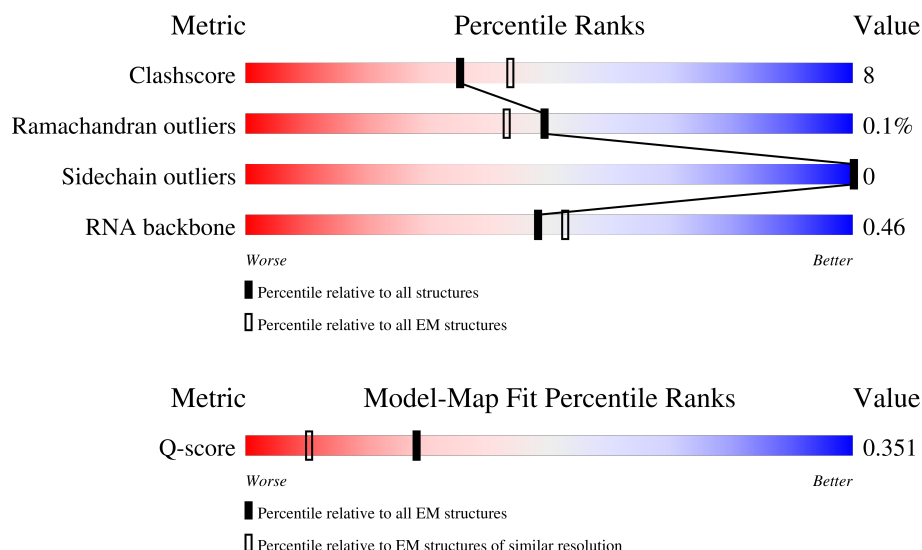 Metric Percentile Ranks Value
Clashscore 8
Ramachandran outliers 0.1%
Sidechain outliers 0
RNA backbone 0.46
Worse Better
Percentile relative to all structures
Percentile relative to all EM structures
Metric Model-Map Fit Percentile Ranks Value
Q-score 0.351
Worse Better
Percentile relative to all EM structures
Percentile relative to EM structures of similar resolution